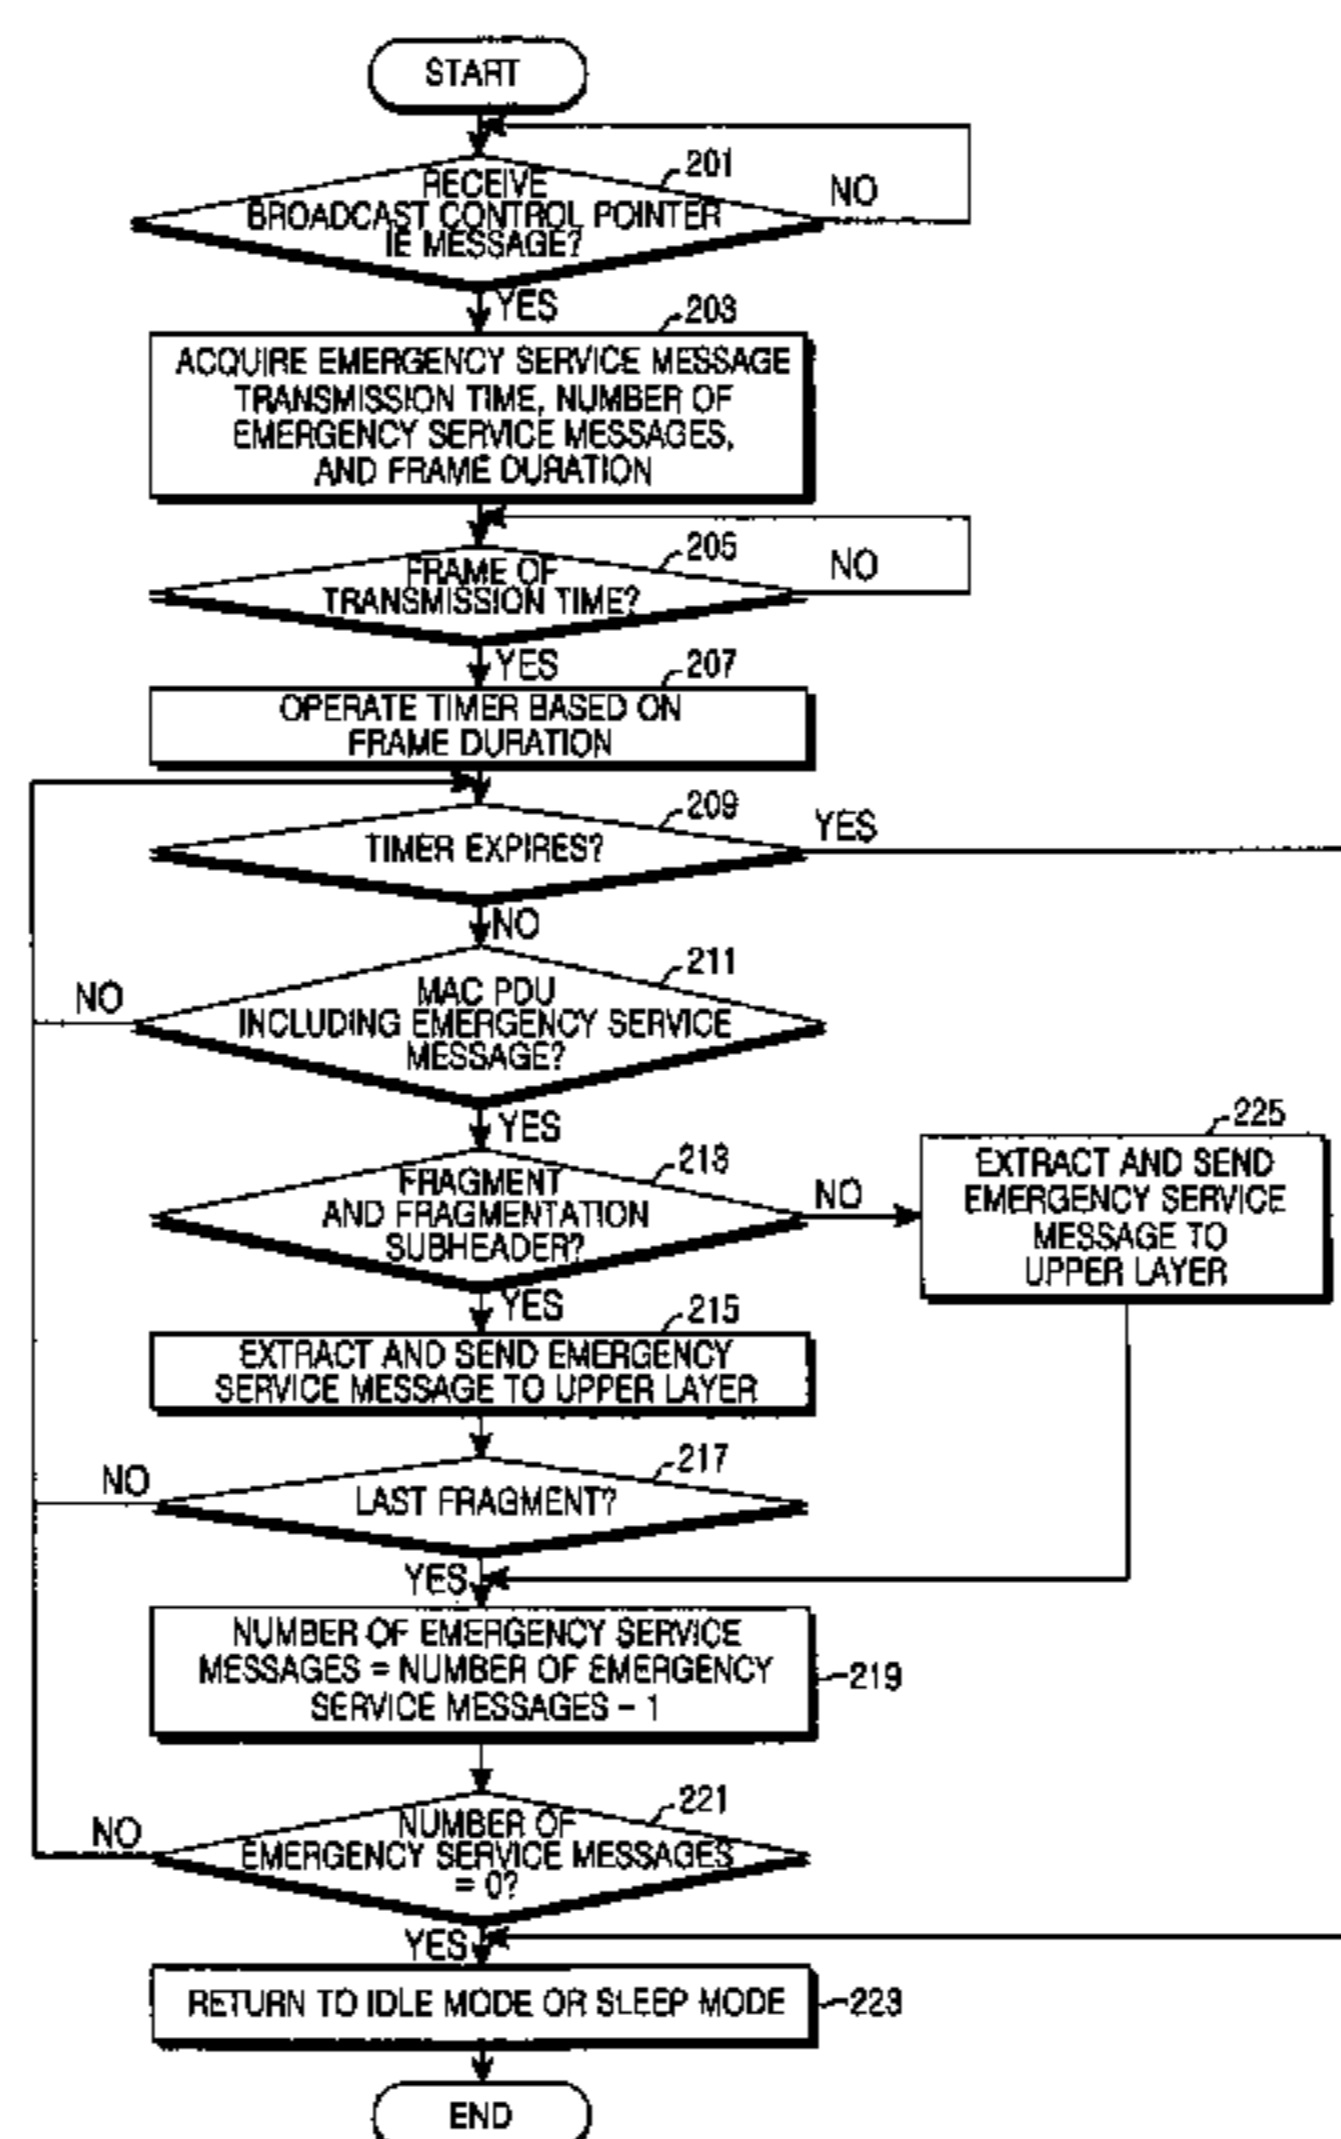 START
201
RECEIVE
BROADCAST CONTROL POINTER
IE MESSAGE?
NO
YES
203
ACQUIRE EMERGENCY SERVICE MESSAGE
TRANSMISSION TIME, NUMBER OF
EMERGENCY SERVICE MESSAGES,
AND FRAME DURATION
205
FRAME OF
TRANSMISSION TIME?
NO
YES
207
OPERATE TIMER BASED ON
FRAME DURATION
209
TIMER EXPIRES?
YES
NO
211
MAC PDU
INCLUDING EMERGENCY SERVICE
MESSAGE?
NO
YES
213
FRAGMENT
AND FRAGMENTATION
SUBHEADER?
NO
225
EXTRACT AND SEND
EMERGENCY SERVICE
MESSAGE TO
UPPER LAYER
YES
215
EXTRACT AND SEND EMERGENCY
SERVICE MESSAGE TO UPPER LAYER
217
NO
LAST FRAGMENT?
YES
NUMBER OF EMERGENCY SERVICE
MESSAGES = NUMBER OF EMERGENCY
SERVICE MESSAGES - 1
219
221
NO
NUMBER OF
EMERGENCY SERVICE MESSAGES
= 0?
YES
RETURN TO IDLE MODE OR SLEEP MODE
223
END